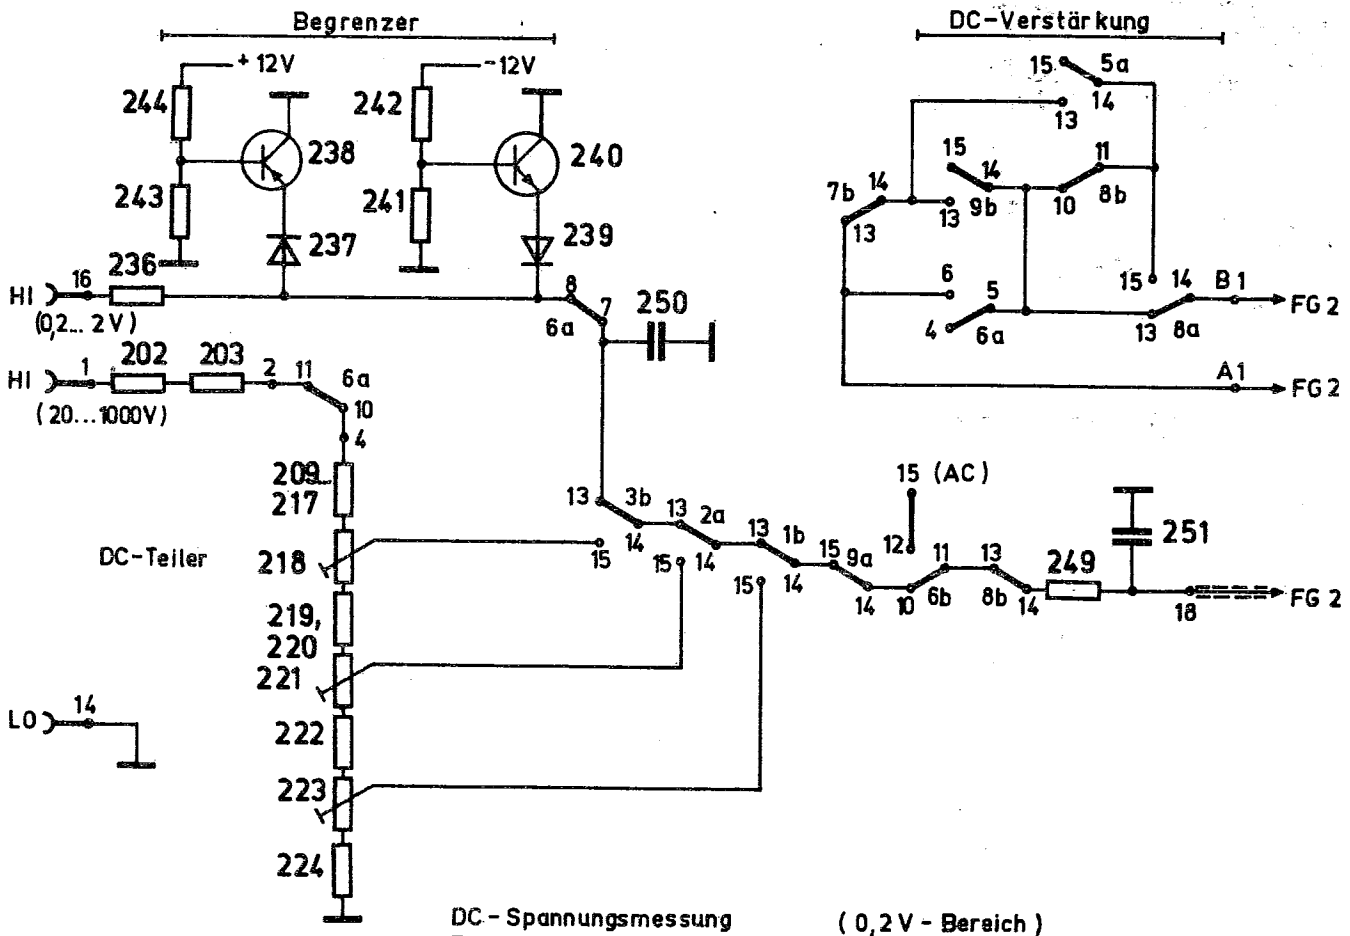 Begrenzer
DC-Verstärkung
+12V
-12V
15 5a
14
13
244
242
238
240
243
241
237
239
15
14
11
7b 14
13
9b
10
8b
13
6
5
4
6a
15
14
B1
FG 2
13
8a
A1
FG 2
HI 16 236
(0,2... 2V)
8
7
6a
250
HI 1 202 203 2 11 6a
(20...1000V)
10
4
209...
217
13 3b 13 2a 13 1b 15 9a
14 14 14 14
15 15 15
15 (AC)
12
11
13
10
6b
8b
14
249
251
18
FG 2
DC-Teiler
218
219,
220
221
LO 14
222
223
224
DC - Spannungsmessung (0,2 V - Bereich)